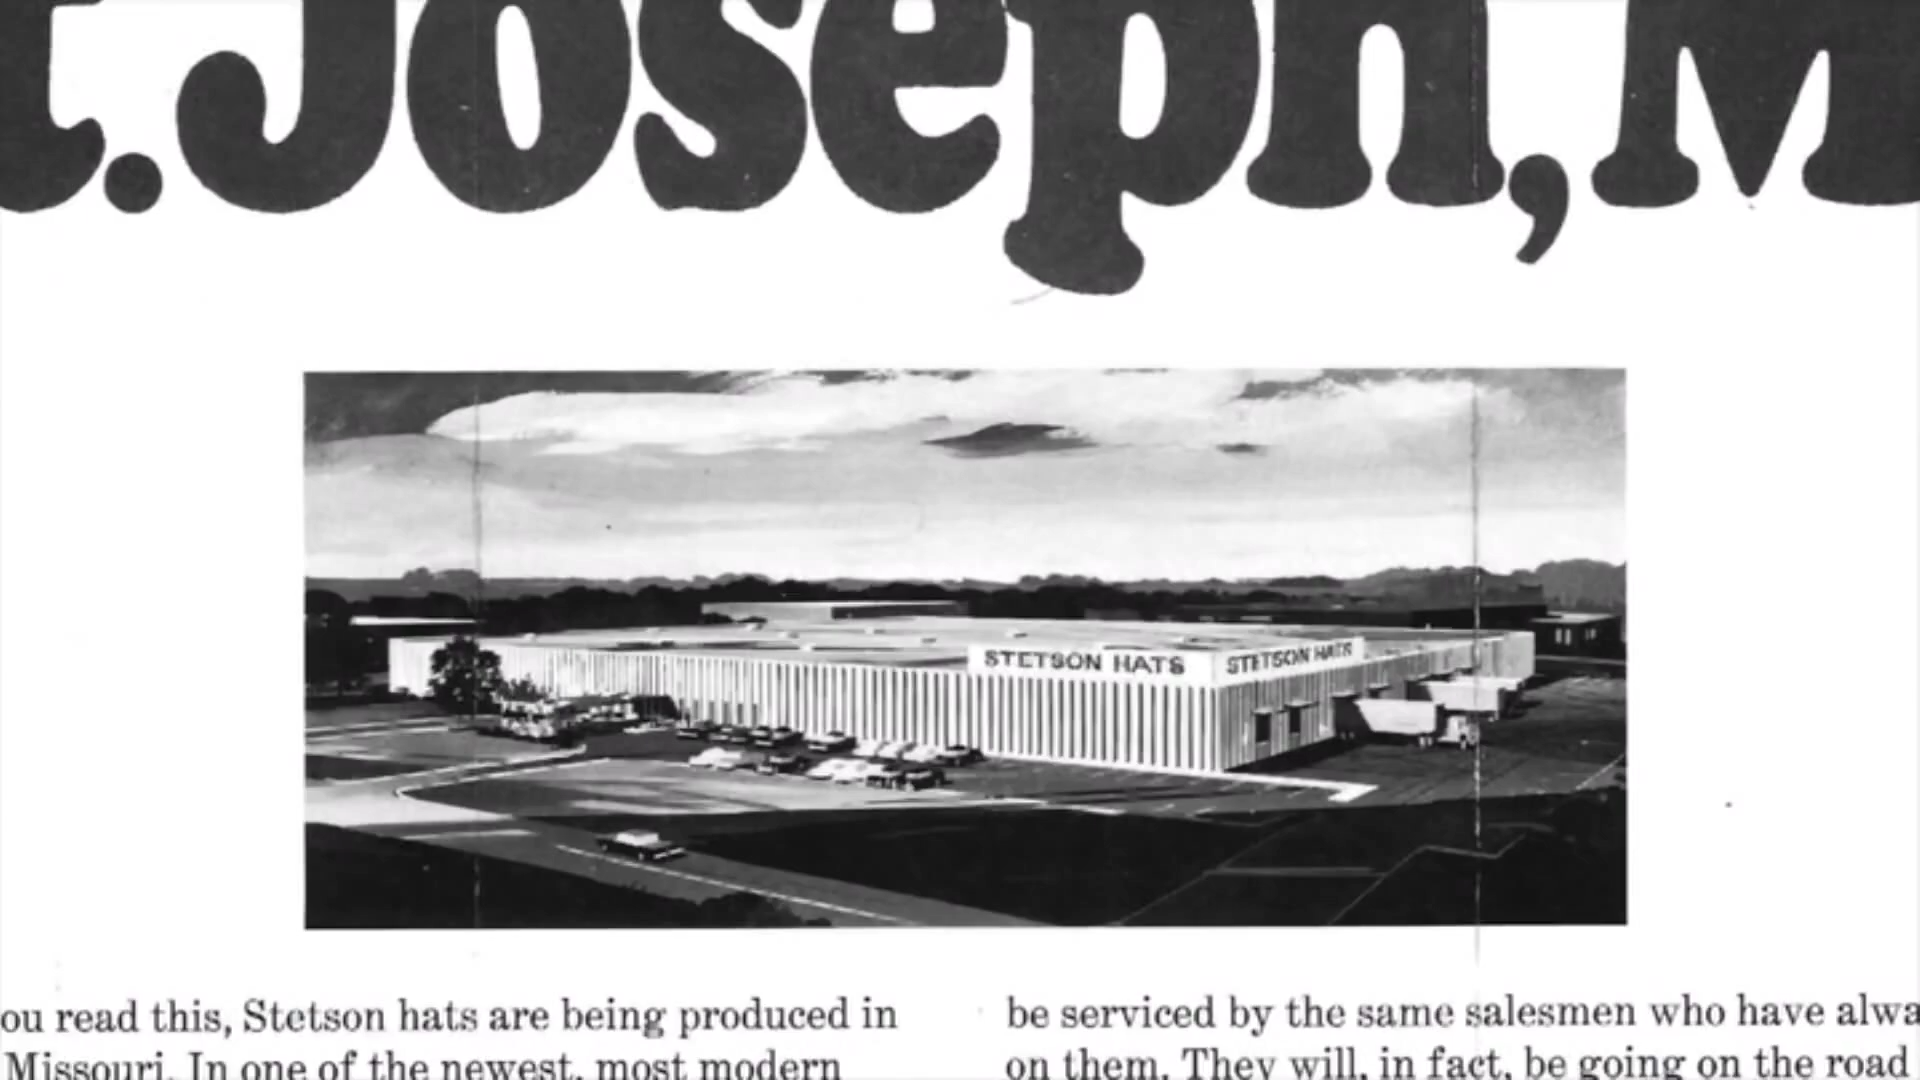 t. Joseph, M
STETSON HATS STETSON HATS
ou read this, Stetson hats are being produced in
Missouri. In one of the newest, most modern
be serviced by the same salesmen who have alwa
on them. They will, in fact, be going on the road